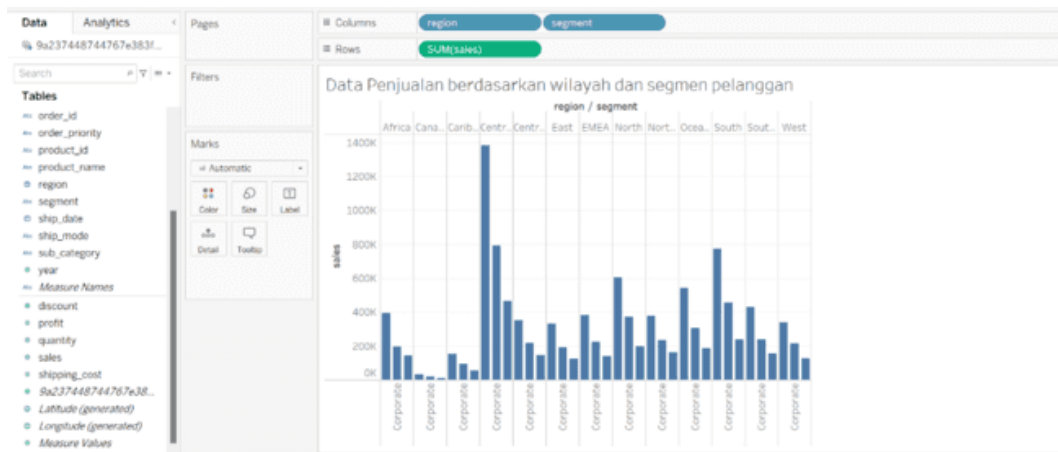 Data Analytics
Pages
Columns region segment
9a237448744767e383f...
Rows SUM(sales)
Search
Filters
Tables
order_id
order_priority
product_id
product_name
region
segment
ship_date
ship_mode
sub_category
year
Measure Names
discount
profit
quantity
sales
shipping_cost
9a237448744767e38...
Latitude (generated)
Longitude (generated)
Measure Values
Marks
Automatic
Color Size Label
Detail Tooltip
Data Penjualan berdasarkan wilayah dan segmen pelanggan
region / segment
Africa Cana.. Carib.. Centr.. Centr.. East EMEA North Nort.. Ocea.. South Sout.. West
1400K
1200K
1000K
800K
600K
400K
200K
0K
sales
Corporate Corporate Corporate Corporate Corporate Corporate Corporate Corporate Corporate Corporate Corporate Corporate Corporate